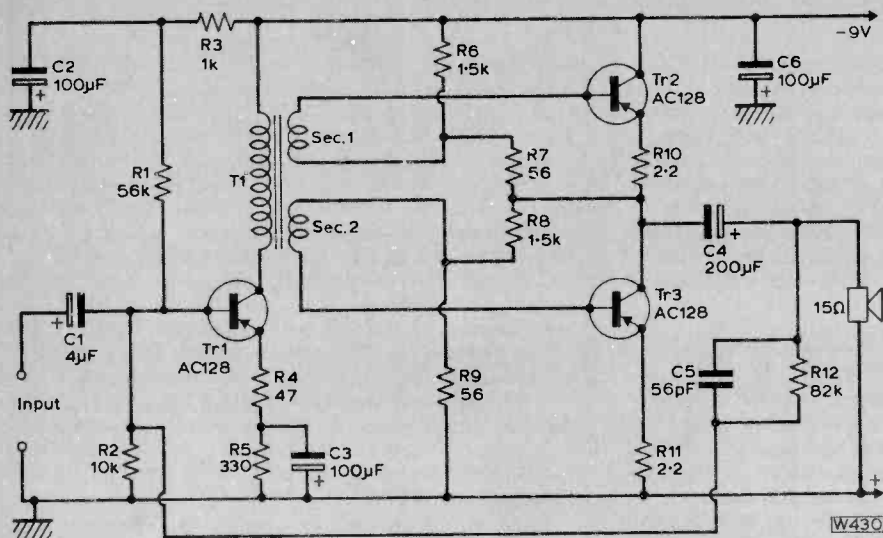 R3
1k
C2
100µF
+
R1
56k
T1
Sec.1
Sec.2
R6
1·5k
Tr2
AC128
−9V
C6
100µF
+
R7
56
R10
2·2
R8
1·5k
C4
200µF
+
Tr3
AC128
15Ω
C1
4µF
+
Input
Tr1
AC128
R4
47
R9
56
C5
56pF
R12
82k
R2
10k
R5
330
C3
100µF
+
R11
2·2
+
W430